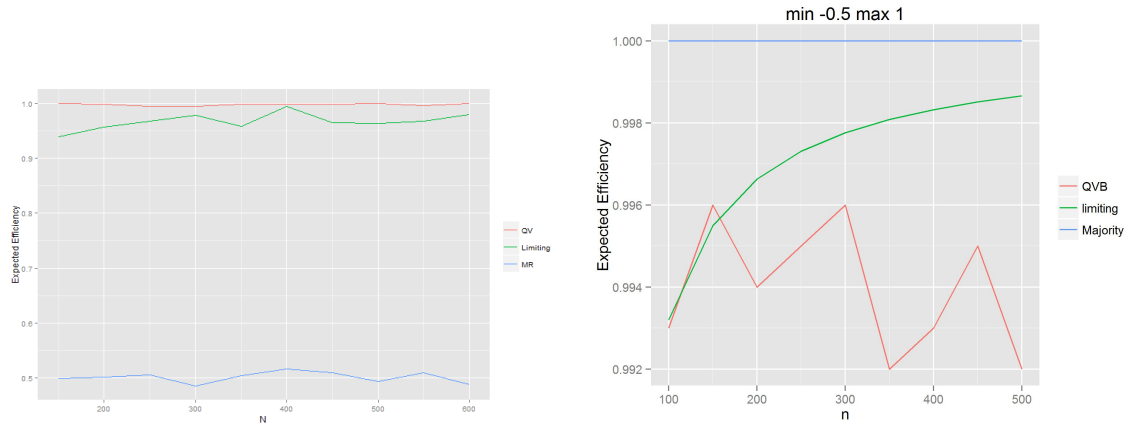 1.0
0.9
0.8
0.7
0.6
0.5
Expected Efficiency
200
300
400
500
600
N
QV
Limiting
MR
min -0.5 max 1
1.000
0.998
0.996
0.994
0.992
Expected Efficiency
100
200
300
400
500
n
QVB
limiting
Majority